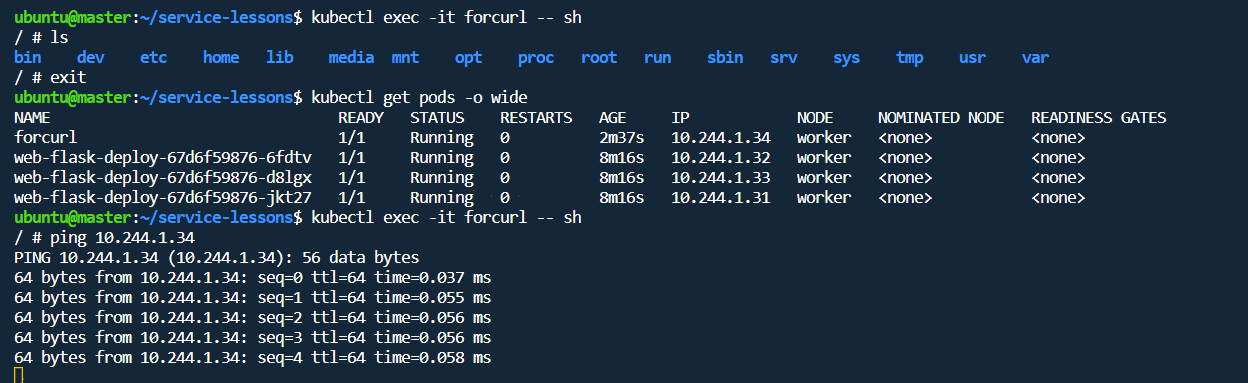 ubuntu@master:~/service-lessons$ kubectl exec -it forcurl -- sh
/ # ls
bin    dev    etc    home   lib    media  mnt    opt    proc   root   run    sbin   srv    sys    tmp    usr    var
/ # exit
ubuntu@master:~/service-lessons$ kubectl get pods -o wide
NAME                                READY   STATUS    RESTARTS   AGE     IP            NODE     NOMINATED NODE   READINESS GATES
forcurl                             1/1     Running   0          2m37s   10.244.1.34   worker   <none>           <none>
web-flask-deploy-67d6f59876-6fdtv   1/1     Running   0          8m16s   10.244.1.32   worker   <none>           <none>
web-flask-deploy-67d6f59876-d8lgx   1/1     Running   0          8m16s   10.244.1.33   worker   <none>           <none>
web-flask-deploy-67d6f59876-jkt27   1/1     Running   0          8m16s   10.244.1.31   worker   <none>           <none>
ubuntu@master:~/service-lessons$ kubectl exec -it forcurl -- sh
/ # ping 10.244.1.34
PING 10.244.1.34 (10.244.1.34): 56 data bytes
64 bytes from 10.244.1.34: seq=0 ttl=64 time=0.037 ms
64 bytes from 10.244.1.34: seq=1 ttl=64 time=0.055 ms
64 bytes from 10.244.1.34: seq=2 ttl=64 time=0.056 ms
64 bytes from 10.244.1.34: seq=3 ttl=64 time=0.056 ms
64 bytes from 10.244.1.34: seq=4 ttl=64 time=0.058 ms